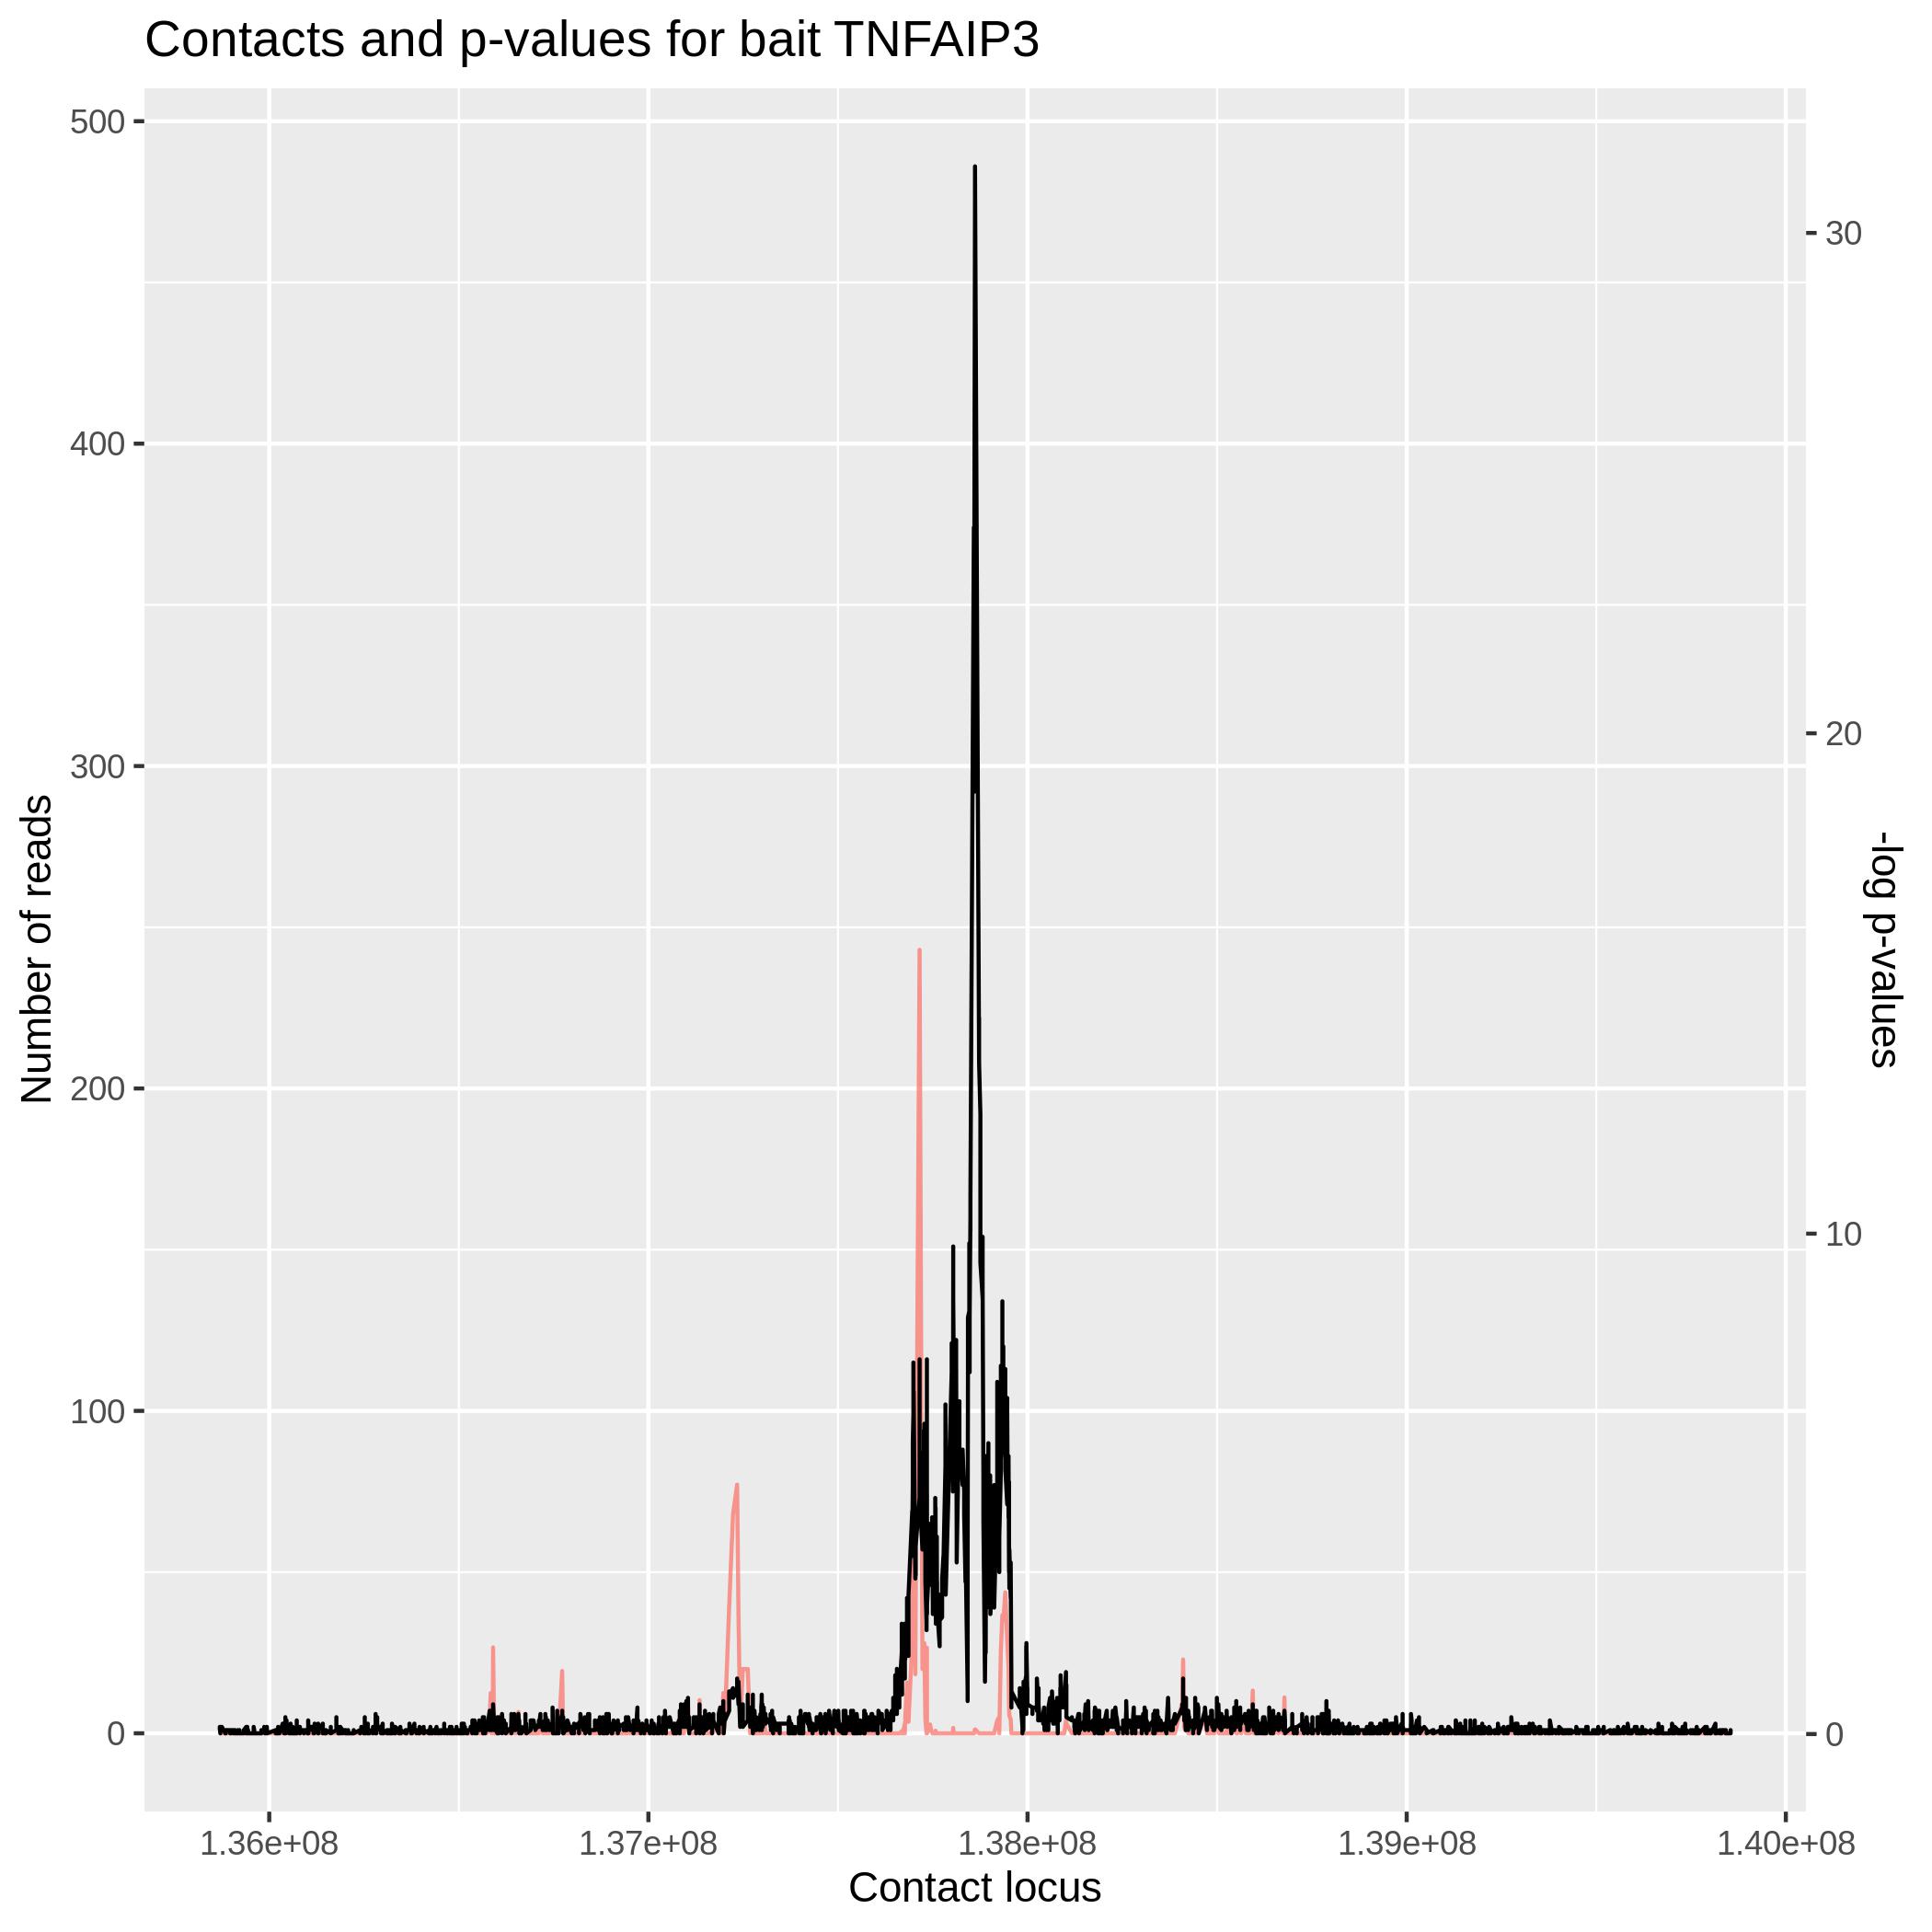 Contacts and p-values for bait TNFAIP3
500
400
300
200
100
0
Number of reads
30
20
10
0
-log p-values
1.36e+08
1.37e+08
1.38e+08
1.39e+08
1.40e+08
Contact locus